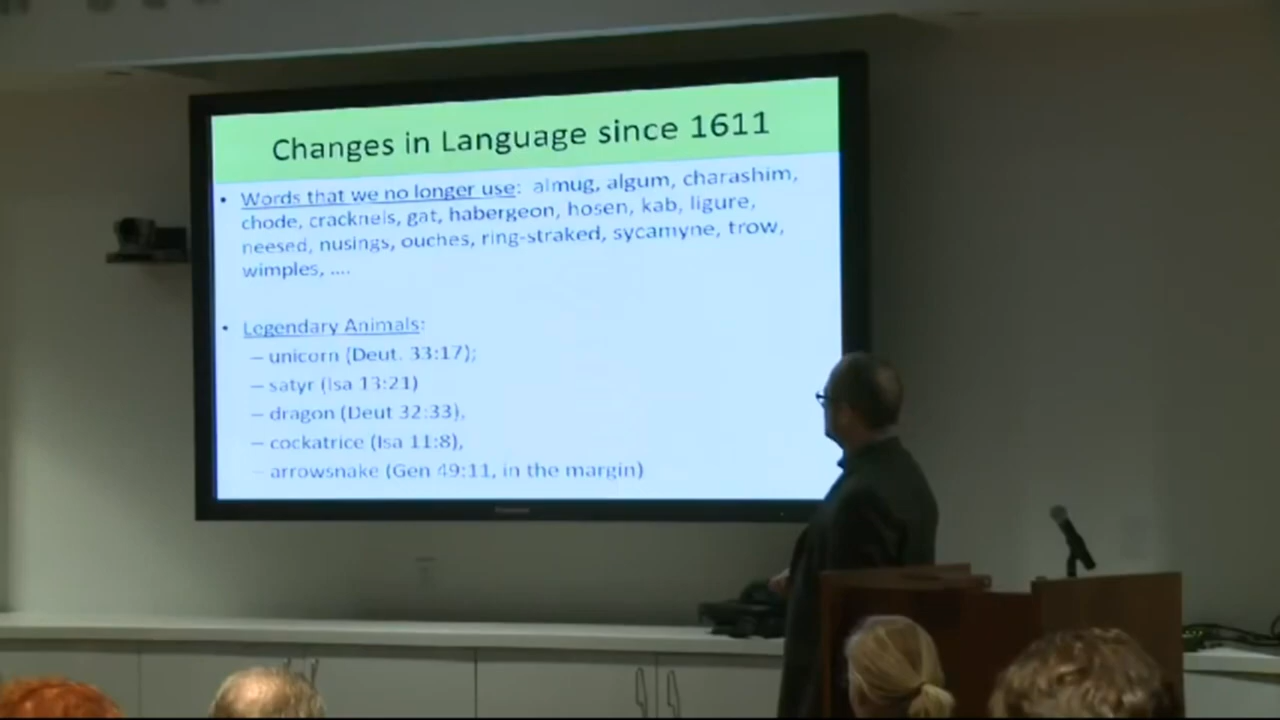 Changes in Language since 1611
• Words that we no longer use: almug, algum, charashim,
chode, cracknels, gat, habergeon, hosen, kab, ligure,
neesed, nusings, ouches, ring-straked, sycamyne, trow,
wimples, ....
• Legendary Animals:
– unicorn (Deut. 33:17);
– satyr (Isa 13:21)
– dragon (Deut 32:33),
– cockatrice (Isa 11:8),
– arrowsnake (Gen 49:11, in the margin)
Panasonic